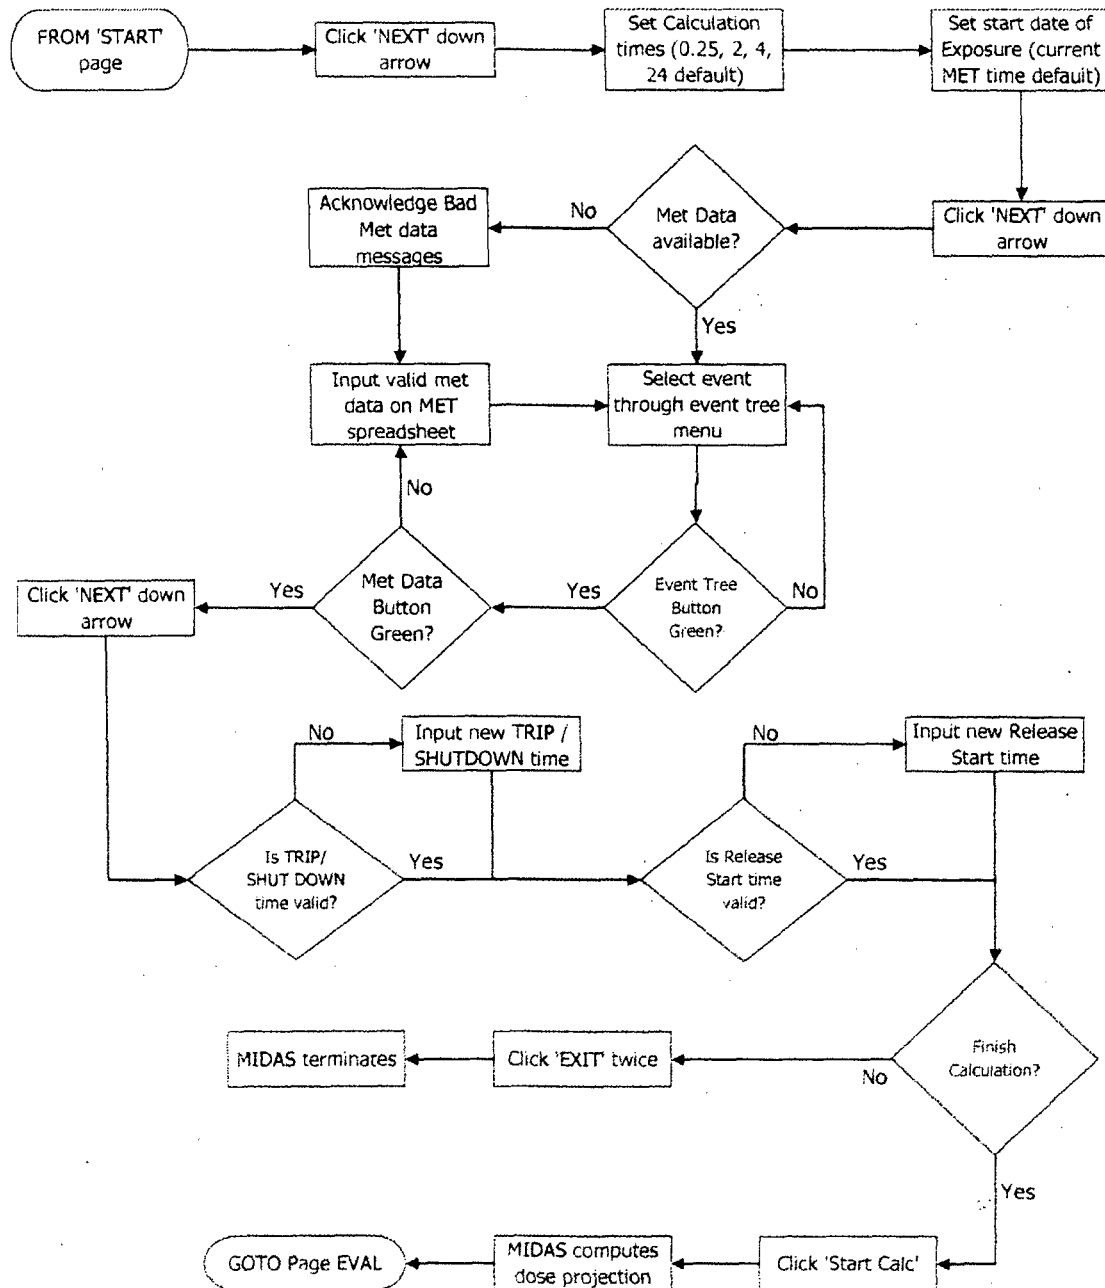 FROM 'START'
page
Click 'NEXT' down
arrow
Set Calculation
times (0.25, 2, 4,
24 default)
Set start date of
Exposure (current
MET time default)
Acknowledge Bad
Met data
messages
No
Met Data
available?
Click 'NEXT' down
arrow
Yes
Input valid met
data on MET
spreadsheet
Select event
through event tree
menu
No
Click 'NEXT' down
arrow
Yes
Met Data
Button
Green?
Yes
Event Tree
Button
Green?
No
No
Input new TRIP /
SHUTDOWN time
No
Input new Release
Start time
Is TRIP/
SHUT DOWN
time valid?
Yes
Is Release
Start time
valid?
Yes
MIDAS terminates
Click 'EXIT' twice
No
Finish
Calculation?
Yes
GOTO Page EVAL
MIDAS computes
dose projection
Click 'Start Calc'